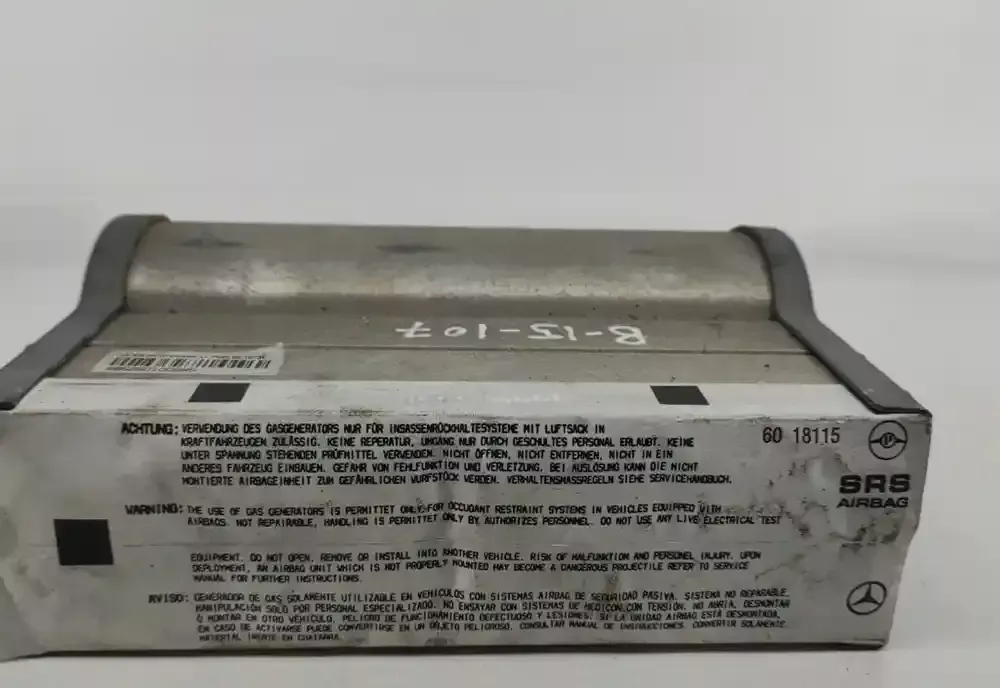 B-15-107
ACHTUNG: VERWENDUNG DES GASGENERATORS NUR FÜR INSASSENRÜCKHALTESYSTEME MIT LUFTSACK IN
KRAFTFAHRZEUGEN ZULÄSSIG. KEINE REPERATUR, UMGANG NUR DURCH GESCHULTES PERSONAL ERLAUBT. KEINE
UNTER SPANNUNG STEHENDEN PRÜFMITTEL VERWENDEN. NICHT ÖFFNEN, NICHT ENTFERNEN, NICHT IN EIN
ANDERES FAHRZEUG EINBAUEN. GEFAHR VON FEHLFUNKTION UND VERLETZUNG. BEI AUSLÖSUNG KANN DIE NICHT
MONTIERTE AIRBAGEINHEIT ZUM GEFÄHRLICHEN WURFSTÜCK WERDEN. VERHALTENSMASSREGELN SIEHE SERVICEHANDBUCH.
60 18115
SRS
AIRBAG
WARNING: THE USE OF GAS GENERATORS IS PERMITTET ONLY FOR OCCUOANT RESTRAINT SYSTEMS IN VEHICLES EQUIPPED WITH
AIRBAGS. NOT REPAIRABLE, HANDLING IS PERMITTET ONLY BY AUTHORIZES PERSONNEL. DO NOT USE ANY LIVE ELECTRICAL TEST
EQUIPMENT. DO NOT OPEN, REMOVE OR INSTALL INTO ANOTHER VEHICLE. RISK OF MALFUNKTION AND PERSONEL INJURY. UPON
DEPLOYMENT, AN AIRBAG UNIT WHICH IS NOT PROPERLY MOUNTED MAY BECOME A DANGEROUS PROJECTILE REFER TO SERVICE
MANUAL FOR FURTHER INSTRUCTIONS.
AVISO: GENERADOR DE GAS SOLAMENTE UTILIZABLE EN VEHICULOS CON SISTEMAS AIRBAG DE SEGURIDAD PASIVA. SISTEMA NO REPARABLE,
MANIPULACION SOLO POR PERSONAL ESPECIALIZADO. NO ENSAYAR CON SISTEMAS DE MEDICON CON TENSION. NO ABRIA, DESMONTAR
O MONTAR EN OTRO VEHICULO. PELIGRO DE FUNCIONAMIENTO DEFECTUOSO Y LESIONES. SI LA UNIDAD AIRBAG ESTA DESMONTADA,
EN CASO DE ACTIVARSE PUEDE CONVERTIRSE EN UN OBJETO PELIGROSO. CONSULTAR MANUAL DE INSTRUCCIONES. CONVERTIR SOLAMENTE
MATERIAL INERTE EN CHATARRA.